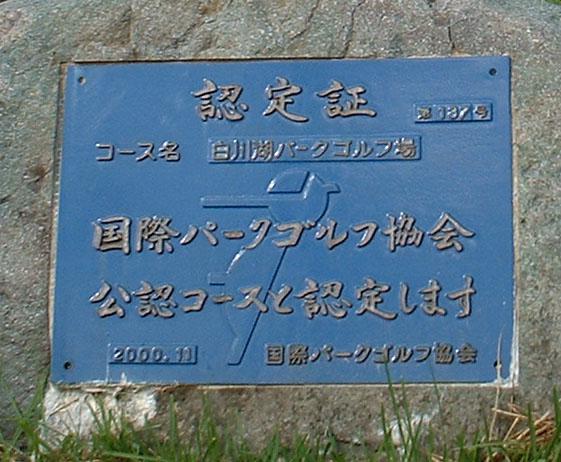 認定証
第137号
コース名 白川湖パークゴルフ場
国際パークゴルフ協会
公認コースと認定します
2000.11 国際パークゴルフ協会